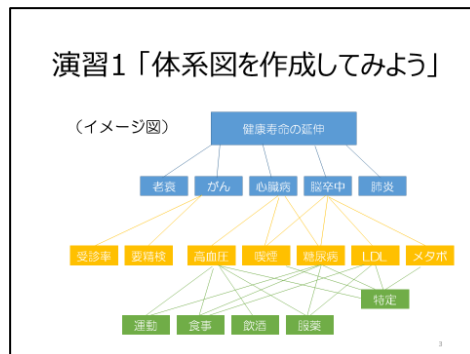 演習1「体系図を作成してみよう」
（イメージ図）
健康寿命の延伸
老衰 がん 心臓病 脳卒中 肺炎
受診率 要精検 高血圧 喫煙 糖尿病 LDL メタボ
特定
運動 食事 飲酒 服薬
3